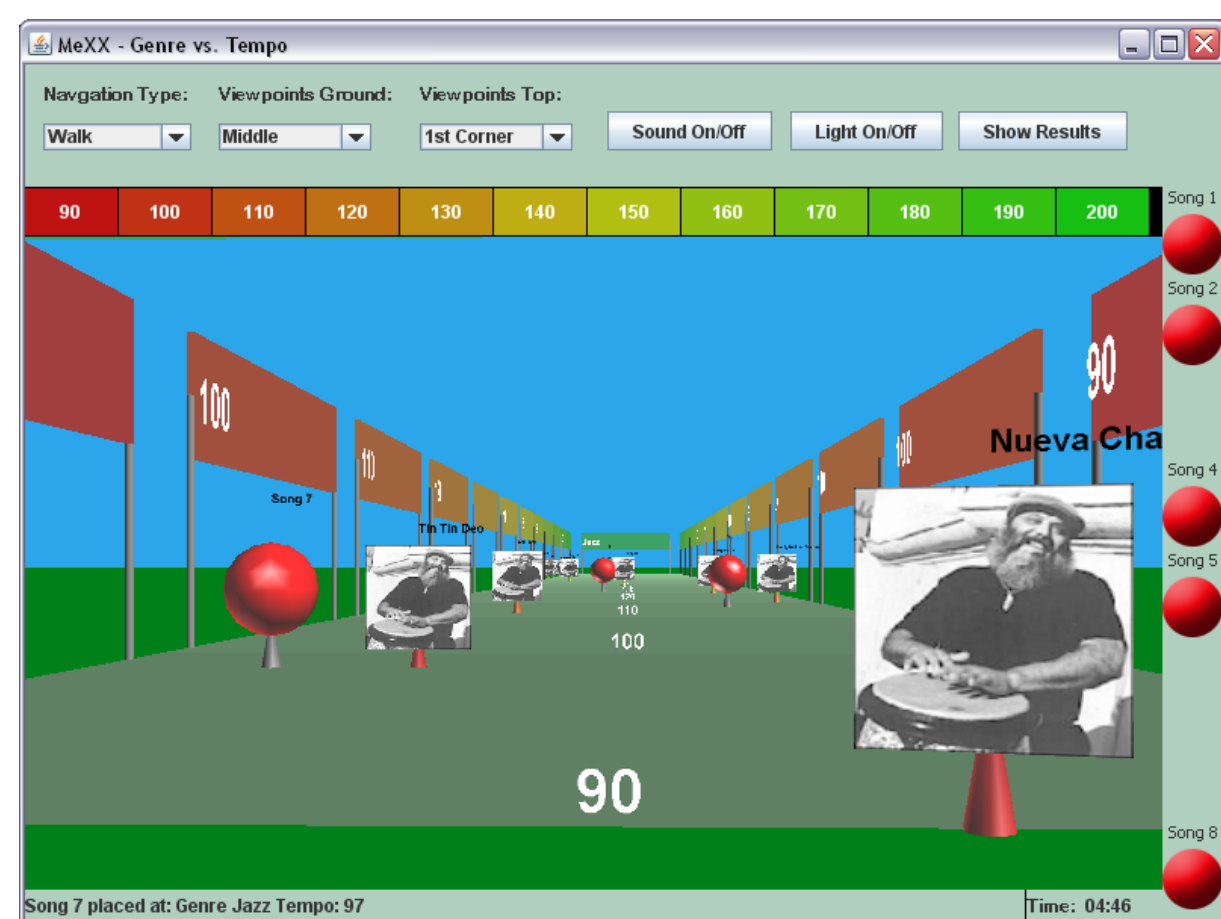 MeXX - Genre vs. Tempo
Navgation Type: Viewpoints Ground: Viewpoints Top:
Walk Middle 1st Corner Sound On/Off Light On/Off Show Results
90 100 110 120 130 140 150 160 170 180 190 200
Song 1
Song 2
90
100
Nueva Cha
100
110
Song 4
Song 7
Tin Tin Deo
Jazz
Song 5
120
110
100
90
Song 8
Song 7 placed at: Genre Jazz Tempo: 97
Time: 04:46